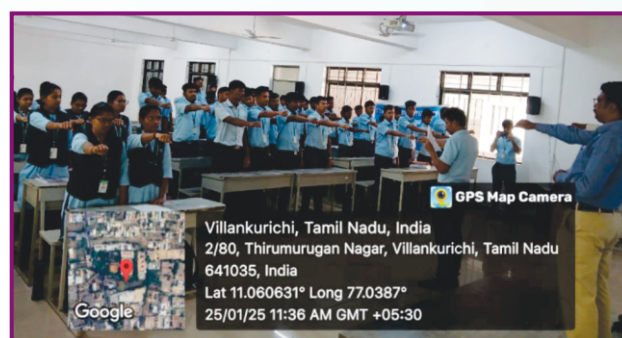 GPS Map Camera
Villankurichi, Tamil Nadu, India
2/80, Thirumurugan Nagar, Villankurichi, Tamil Nadu
641035, India
Lat 11.060631° Long 77.0387°
25/01/25 11:36 AM GMT +05:30
Google